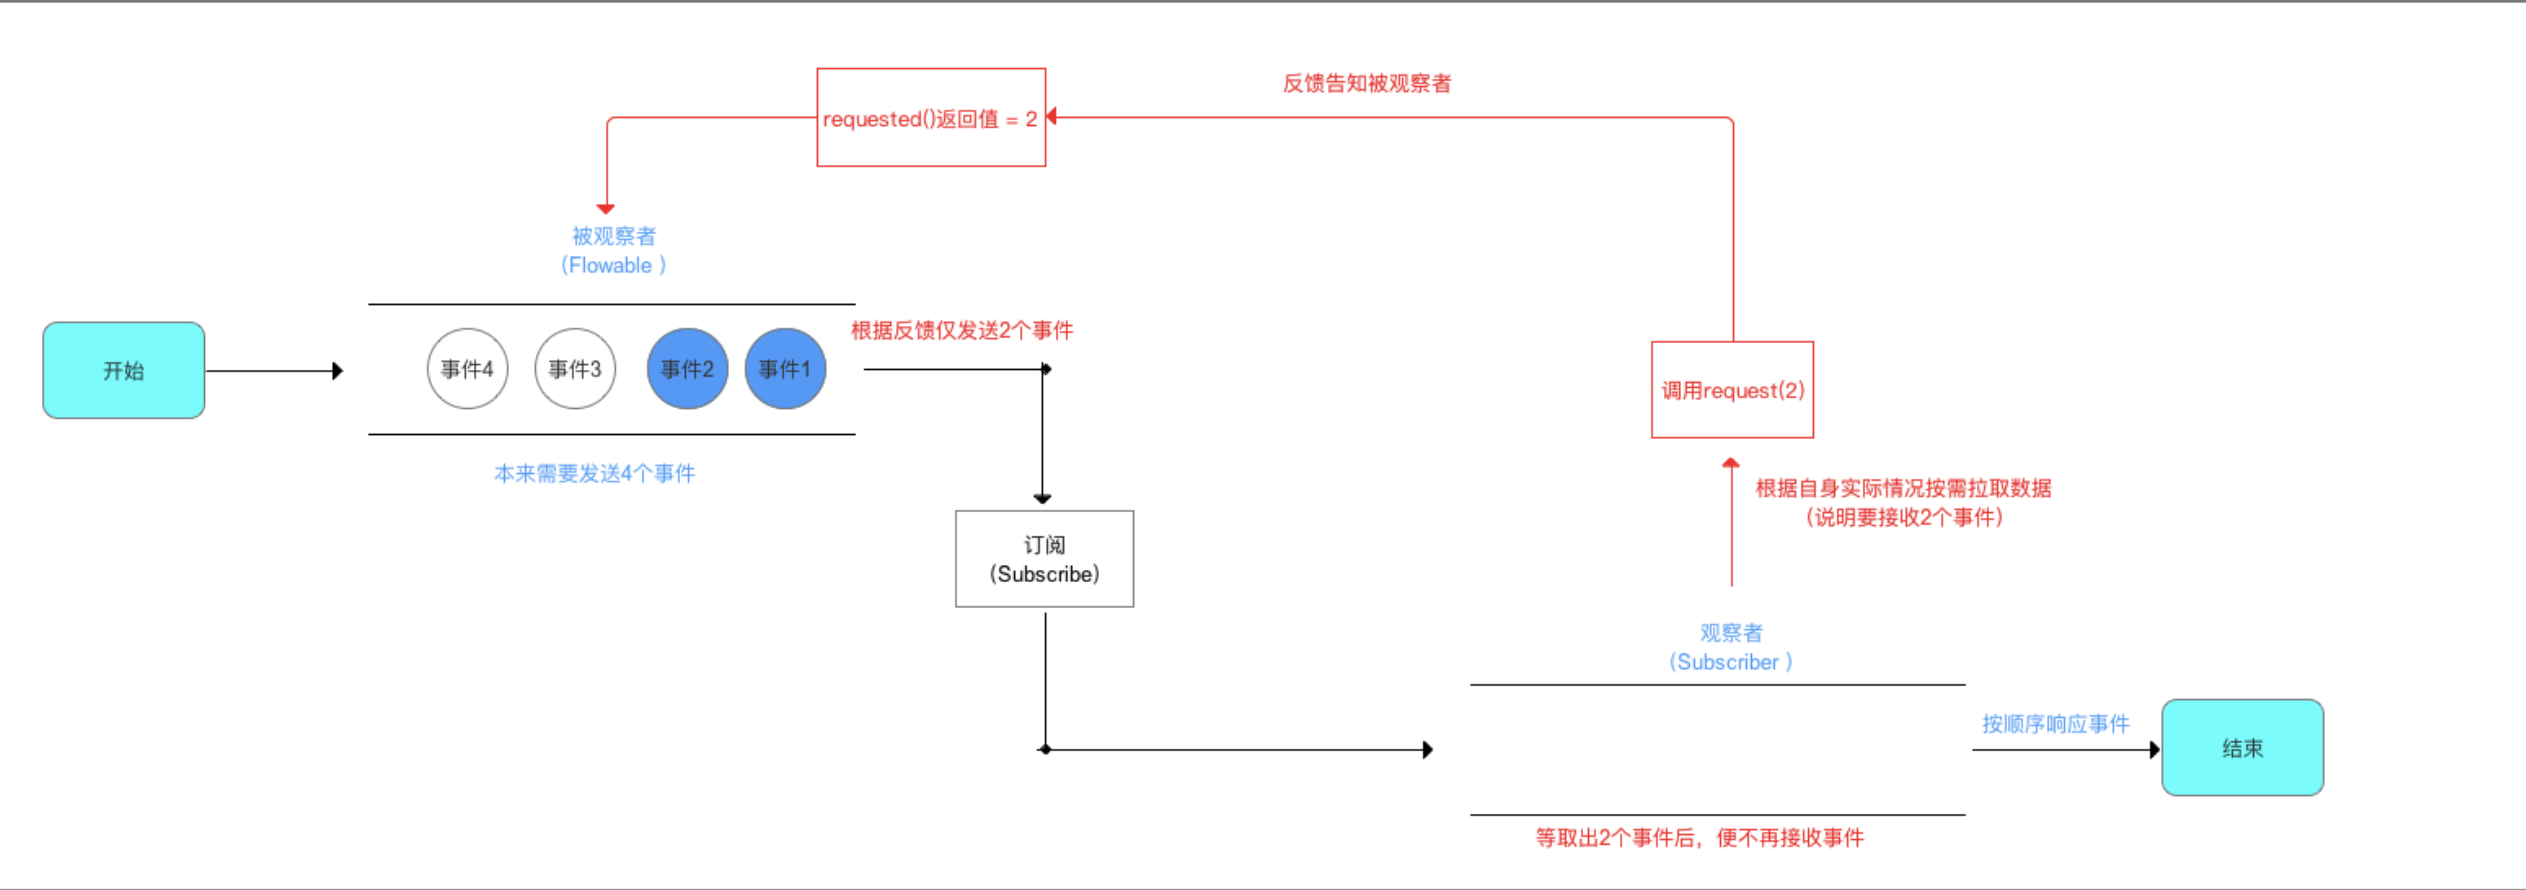 反馈告知被观察者
requested()返回值 = 2
被观察者
(Flowable )
根据反馈仅发送2个事件
开始
事件4
事件3
事件2
事件1
调用request(2)
本来需要发送4个事件
根据自身实际情况按需拉取数据
(说明要接收2个事件)
订阅
(Subscribe)
观察者
(Subscriber )
按顺序响应事件
结束
等取出2个事件后，便不再接收事件